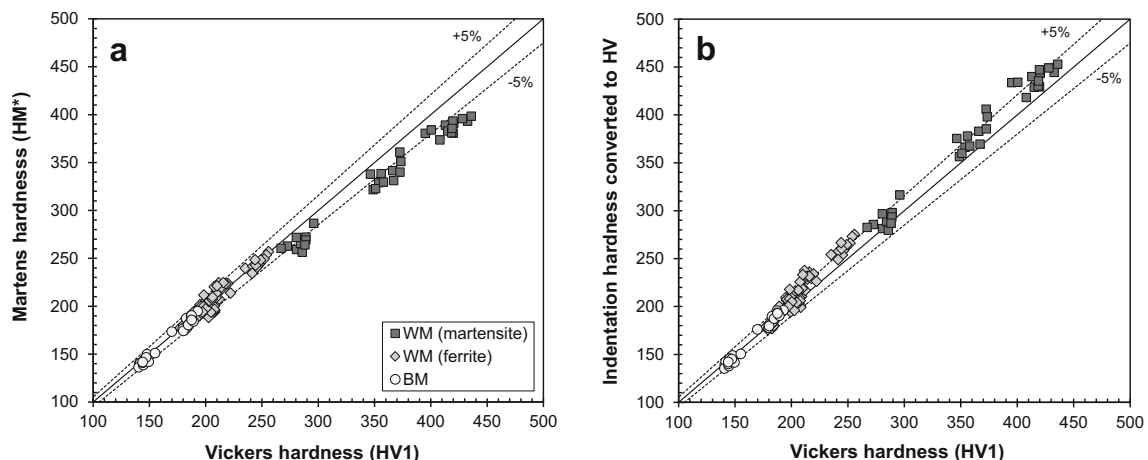 a
+5%
-5%
500
450
400
350
300
250
200
150
100
100 150 200 250 300 350 400 450 500
Martens hardnesss (HM*)
Vickers hardness (HV1)
WM (martensite)
WM (ferrite)
BM
b
+5%
-5%
500
450
400
350
300
250
200
150
100
100 150 200 250 300 350 400 450 500
Indentation hardness converted to HV
Vickers hardness (HV1)